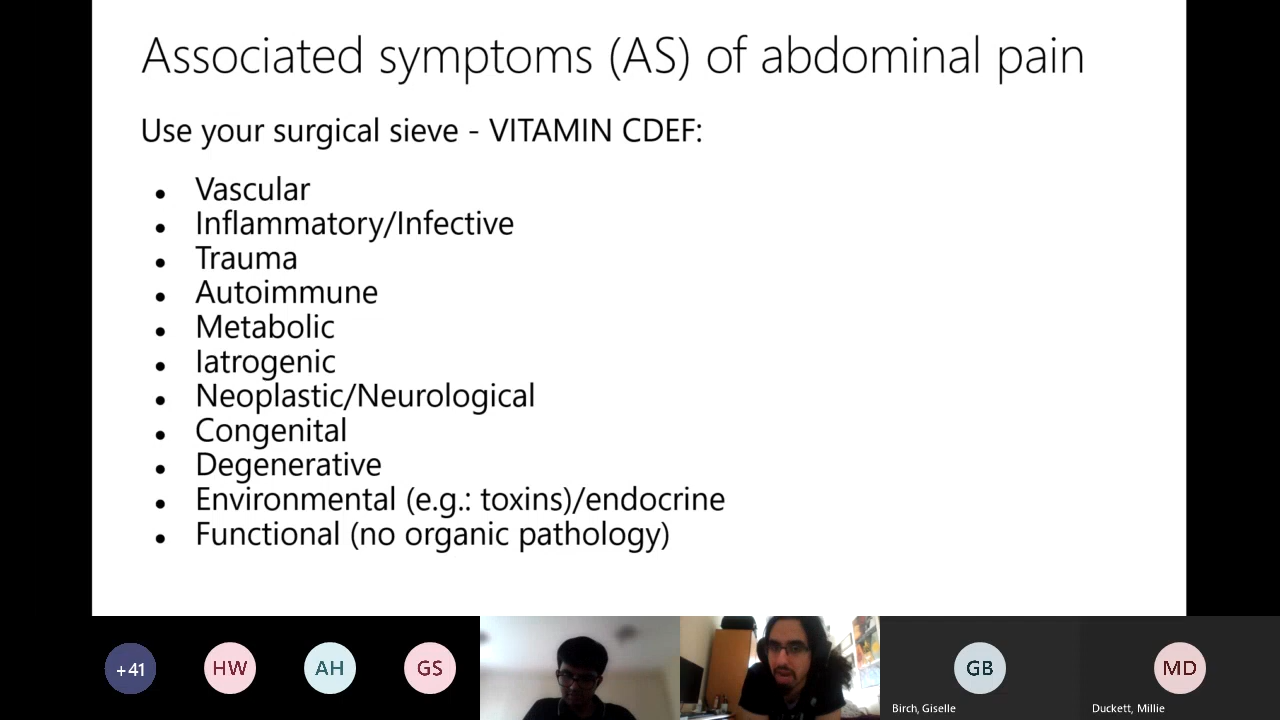 Associated symptoms (AS) of abdominal pain
Use your surgical sieve - VITAMIN CDEF:
• Vascular
• Inflammatory/Infective
• Trauma
• Autoimmune
• Metabolic
• Iatrogenic
• Neoplastic/Neurological
• Congenital
• Degenerative
• Environmental (e.g.: toxins)/endocrine
• Functional (no organic pathology)
+41
HW
AH
GS
GB
MD
Birch, Giselle
Duckett, Millie